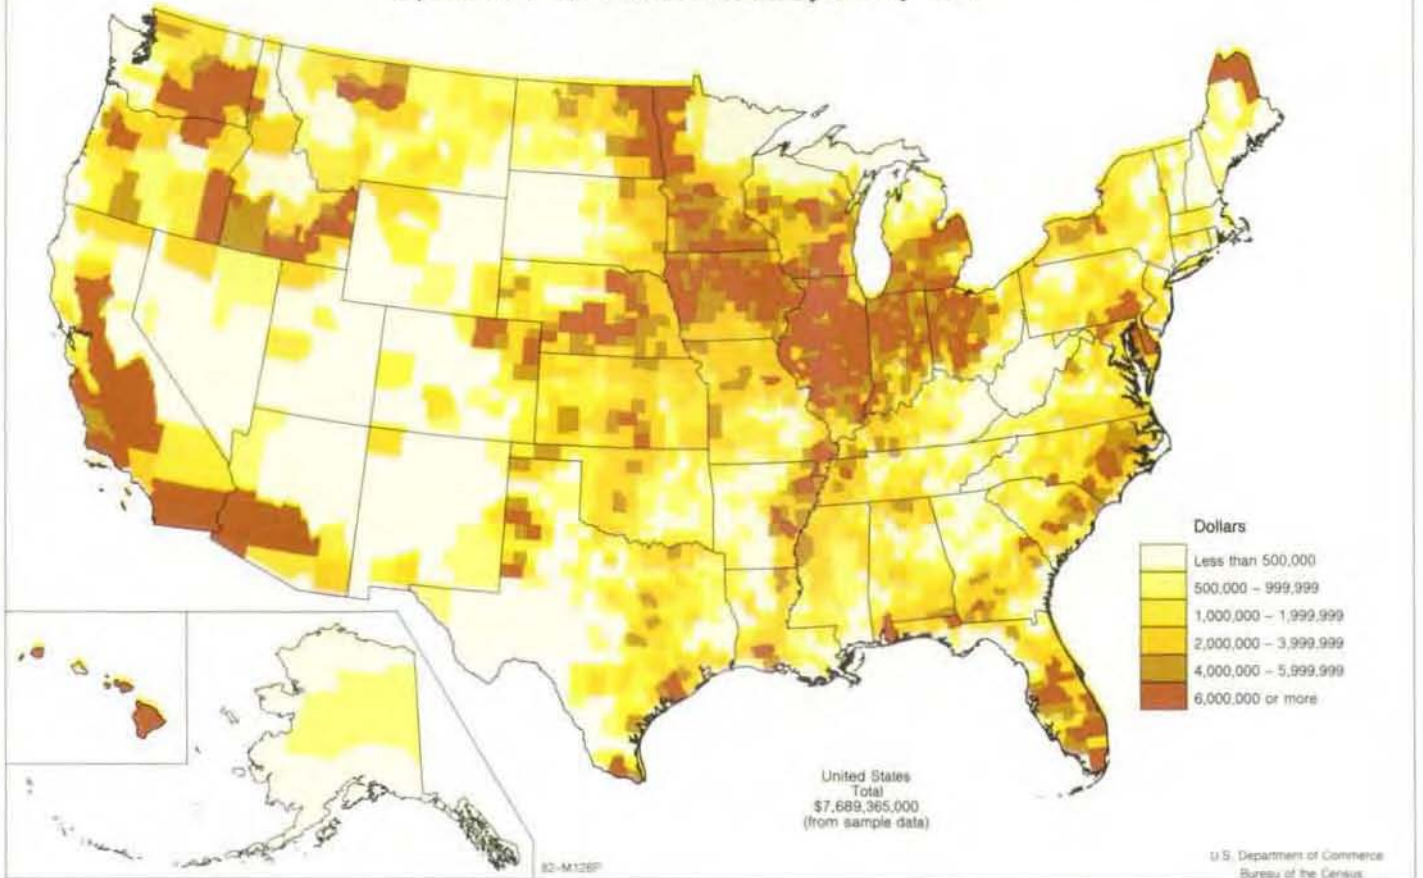 Dollars
Less than 500,000
500,000 – 999,999
1,000,000 – 1,999,999
2,000,000 – 3,999,999
4,000,000 – 5,999,999
6,000,000 or more
United States
Total
$7,689,365,000
(from sample data)
82-M128P
U.S. Department of Commerce
Bureau of the Census